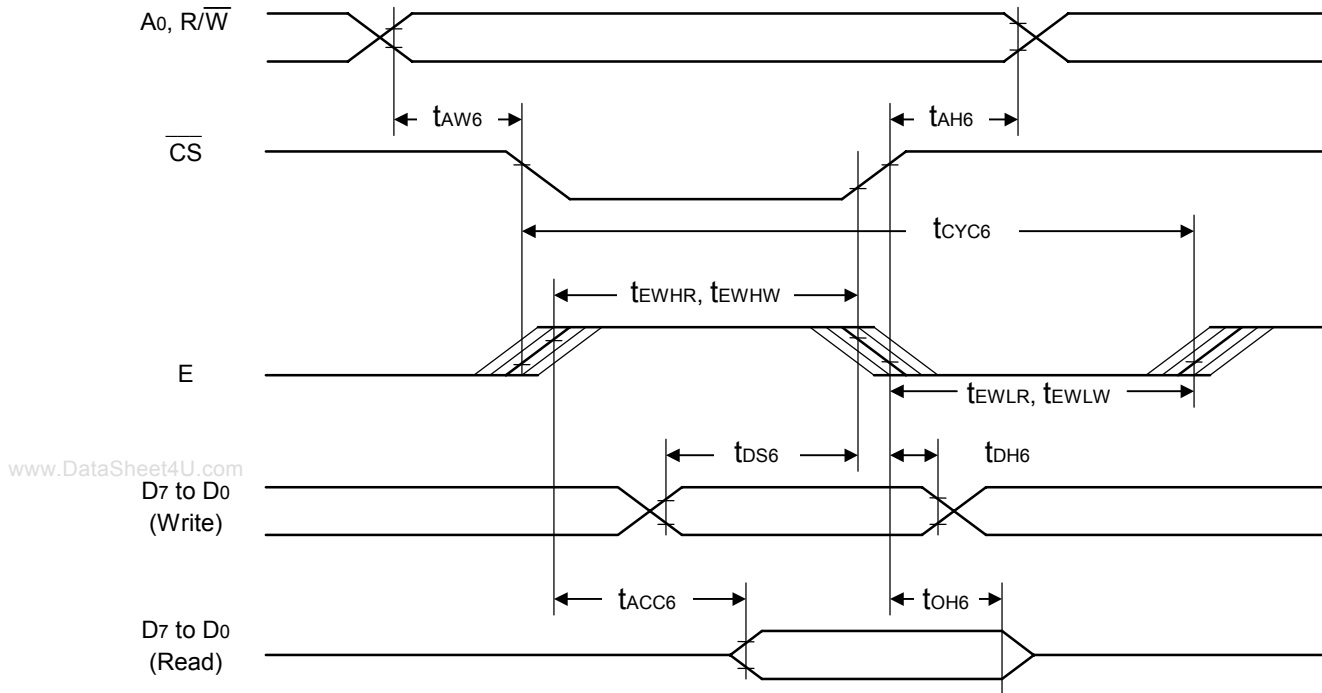 A0, R/W
tAW6
tAH6
CS
tCYC6
tEWHR, tEWHW
E
tEWLR, tEWLW
www.DataSheet4U.com
tDS6
tDH6
D7 to D0
(Write)
tACC6
tOH6
D7 to D0
(Read)